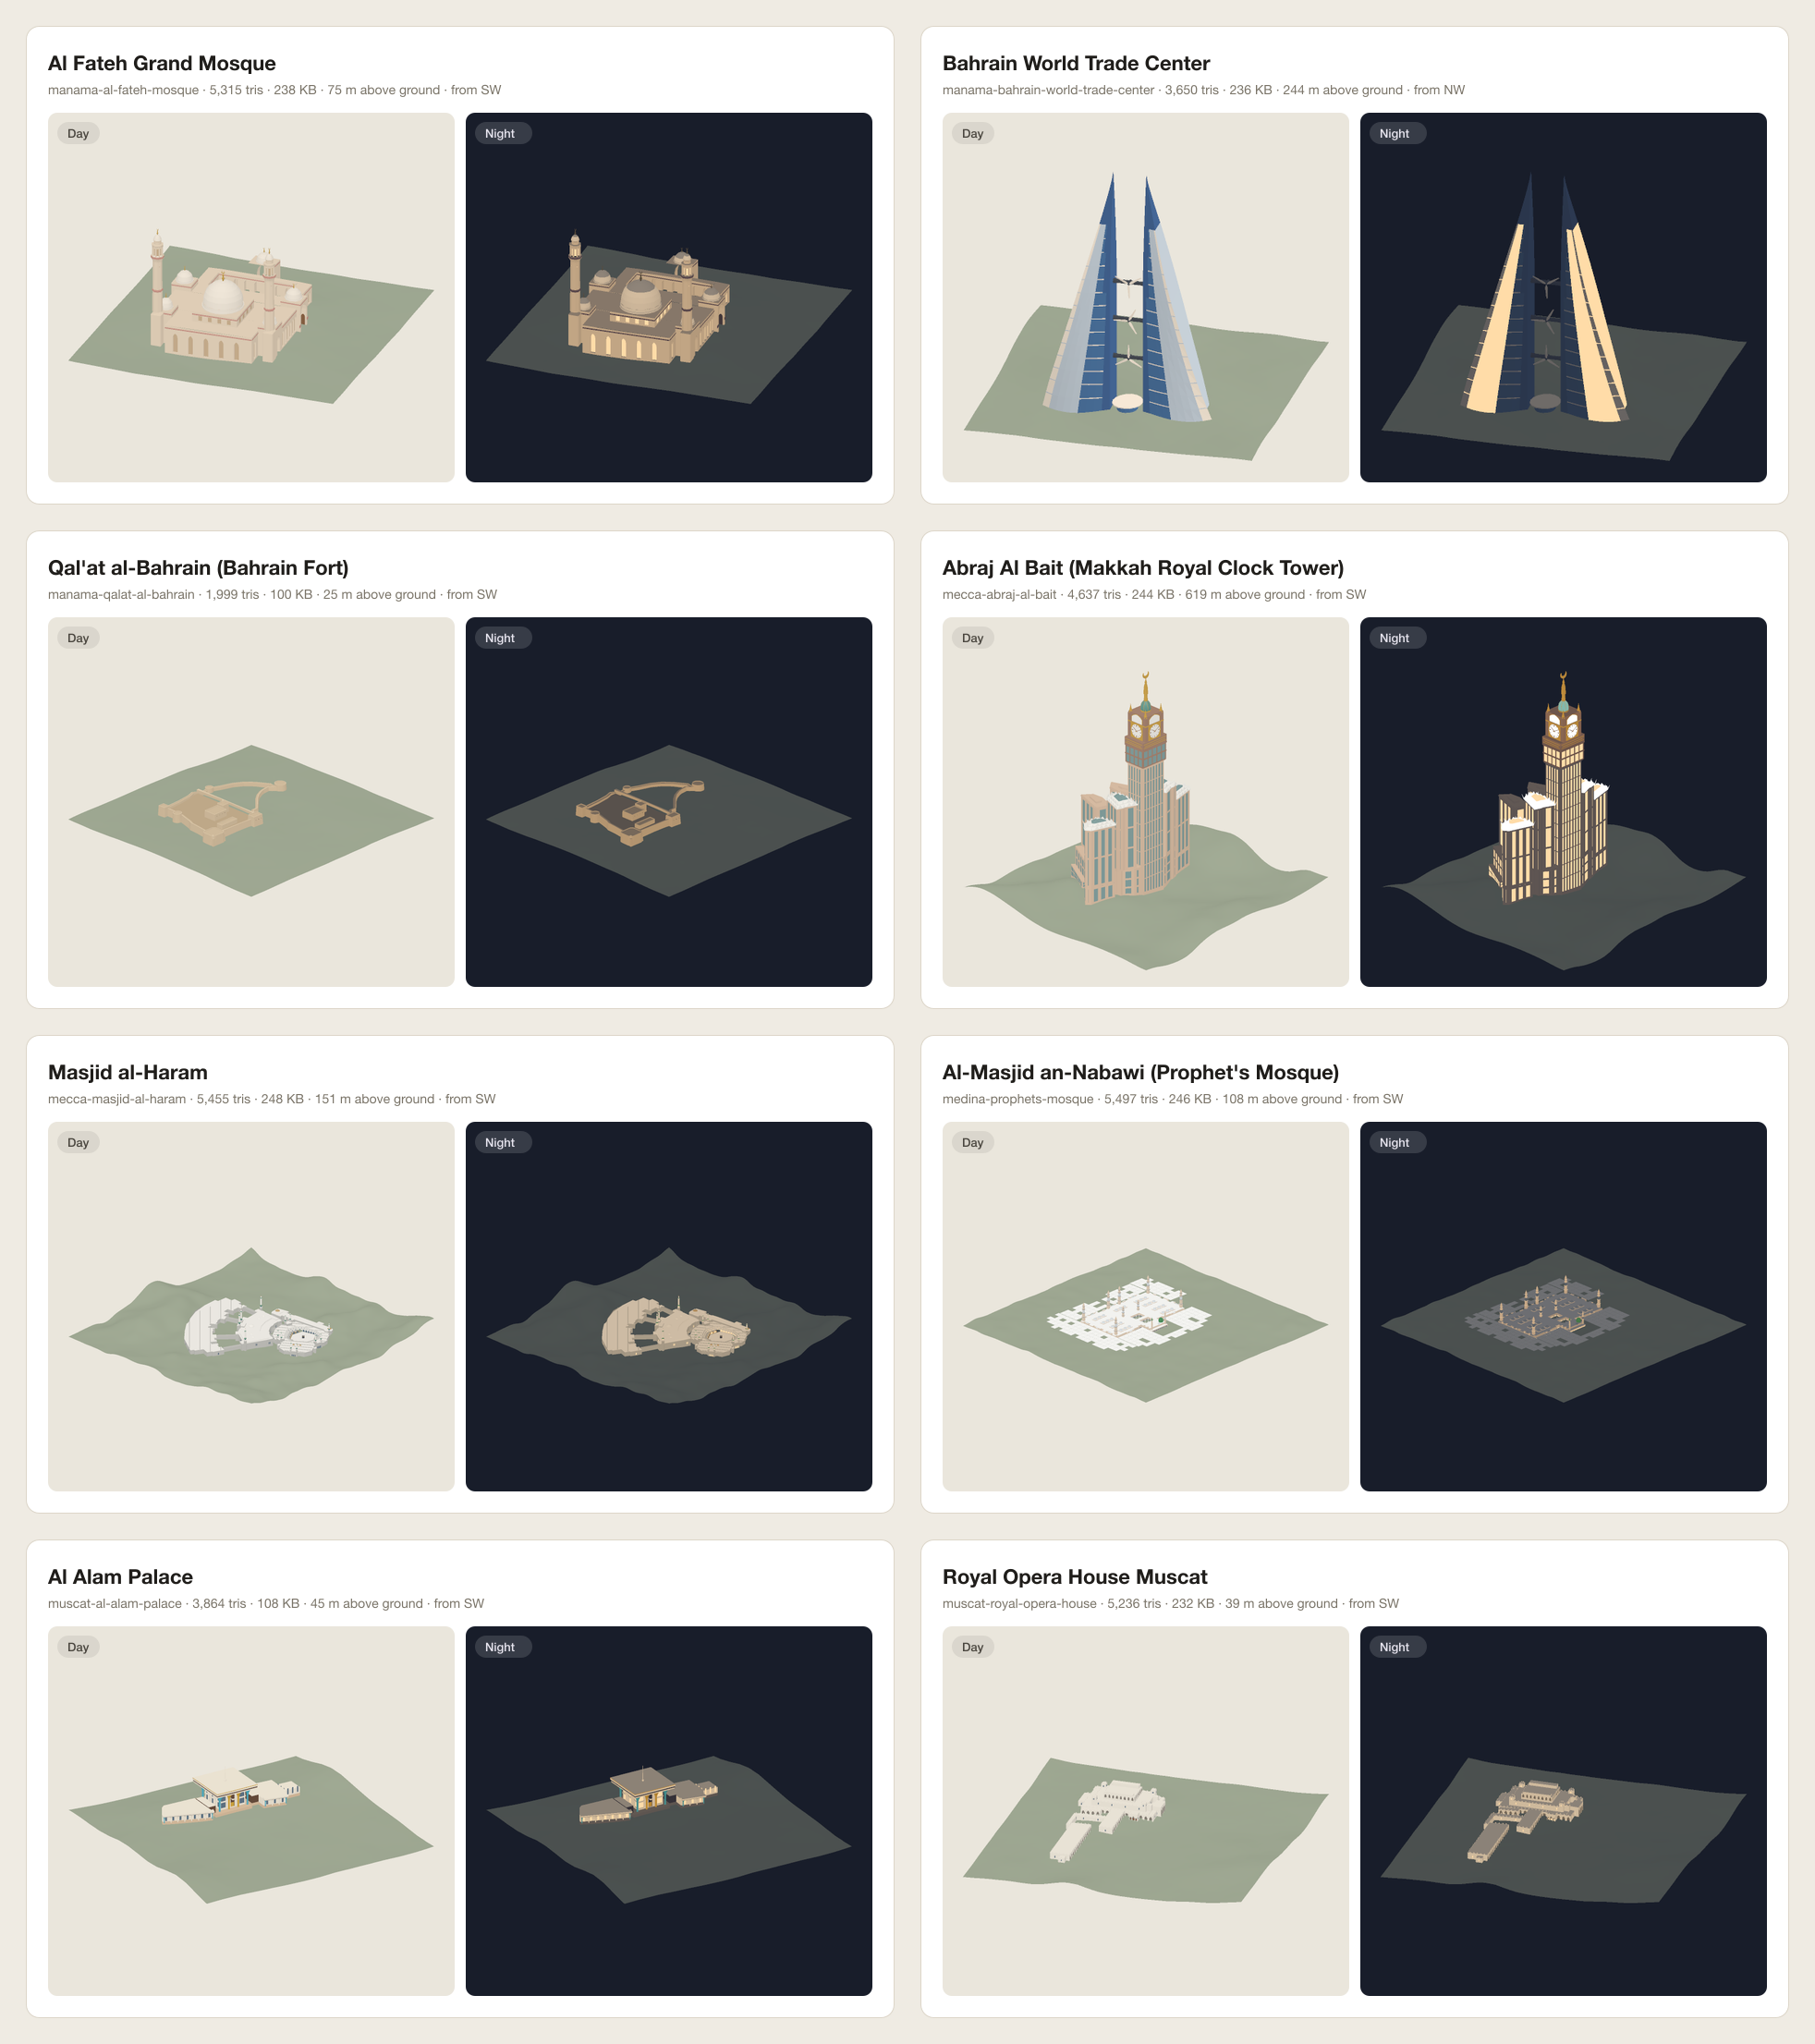 Al Fateh Grand Mosque
manama-al-fateh-mosque · 5,315 tris · 238 KB · 75 m above ground · from SW
Day
Night
Bahrain World Trade Center
manama-bahrain-world-trade-center · 3,650 tris · 236 KB · 244 m above ground · from NW
Day
Night
Qal'at al-Bahrain (Bahrain Fort)
manama-qalat-al-bahrain · 1,999 tris · 100 KB · 25 m above ground · from SW
Day
Night
Abraj Al Bait (Makkah Royal Clock Tower)
mecca-abraj-al-bait · 4,637 tris · 244 KB · 619 m above ground · from SW
Day
Night
Masjid al-Haram
mecca-masjid-al-haram · 5,455 tris · 248 KB · 151 m above ground · from SW
Day
Night
Al-Masjid an-Nabawi (Prophet's Mosque)
medina-prophets-mosque · 5,497 tris · 246 KB · 108 m above ground · from SW
Day
Night
Al Alam Palace
muscat-al-alam-palace · 3,864 tris · 108 KB · 45 m above ground · from SW
Day
Night
Royal Opera House Muscat
muscat-royal-opera-house · 5,236 tris · 232 KB · 39 m above ground · from SW
Day
Night